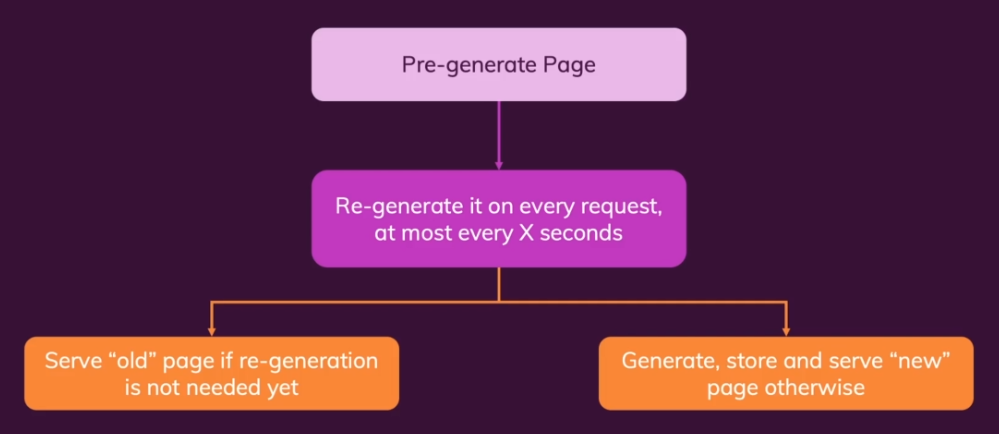 Pre-generate Page
Re-generate it on every request,
at most every X seconds
Serve “old” page if re-generation
is not needed yet
Generate, store and serve “new”
page otherwise